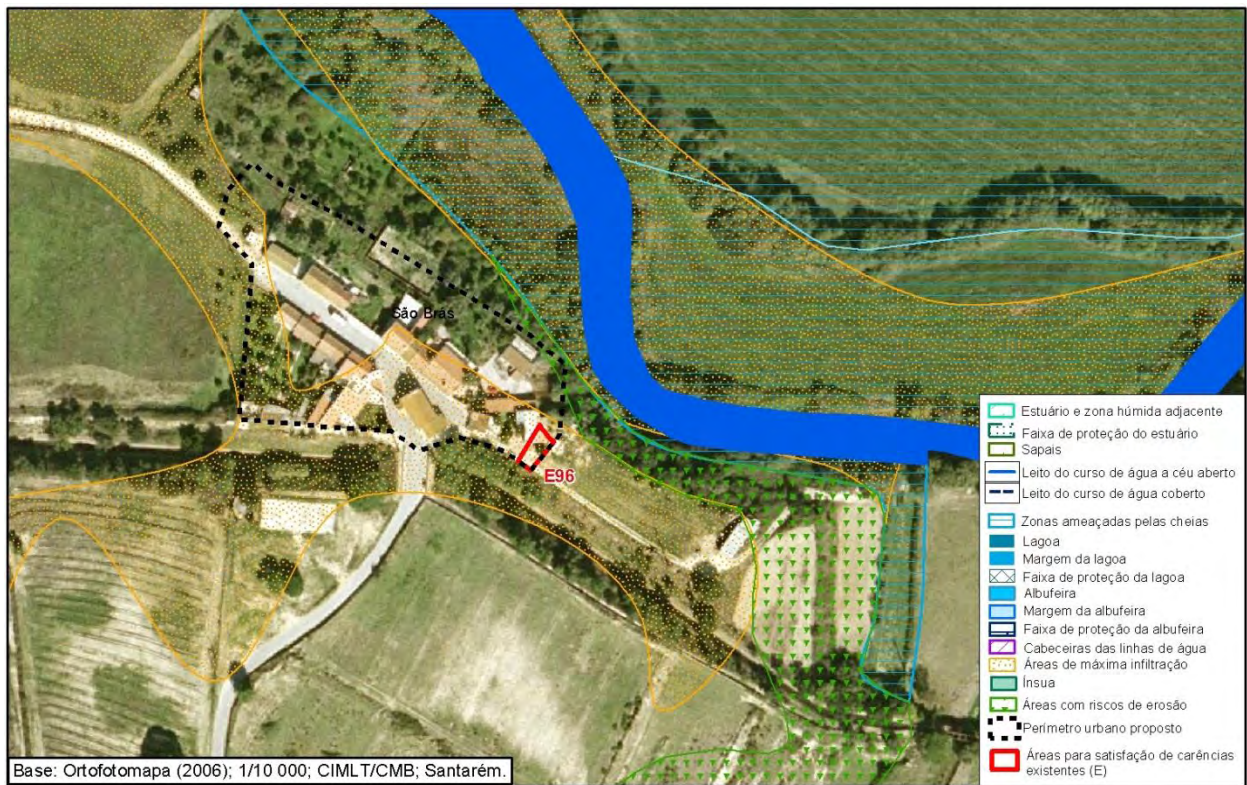 São Brás
E96
Estuário e zona húmida adjacente
Faixa de proteção do estuário
Sapais
Leito do curso de água a céu aberto
Leito do curso de água coberto
Zonas ameaçadas pelas cheias
Lagoa
Margem da lagoa
Faixa de proteção da lagoa
Albufeira
Margem da albufeira
Faixa de proteção da albufeira
Cabeceiras das linhas de água
Áreas de máxima infiltração
Ínsua
Áreas com riscos de erosão
Perímetro urbano proposto
Áreas para satisfação de carências
existentes (E)
Base: Ortofotomapa (2006); 1/10 000; CIMLT/CMB; Santarém.